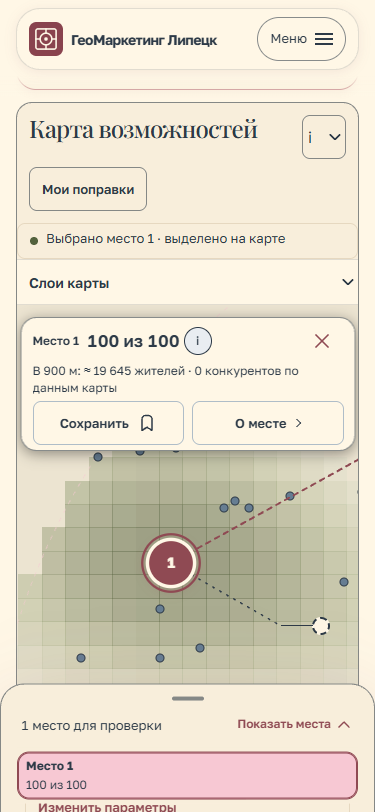 ГеоМаркетинг Липецк
Меню
Карта возможностей
i
Мои поправки
Выбрано место 1 · выделено на карте
Слои карты
Место 1 100 из 100 i
В 900 м: ≈ 19 645 жителей · 0 конкурентов по
данным карты
Сохранить
О месте
1
1 место для проверки
Показать места
Место 1
100 из 100
Изменить параметры